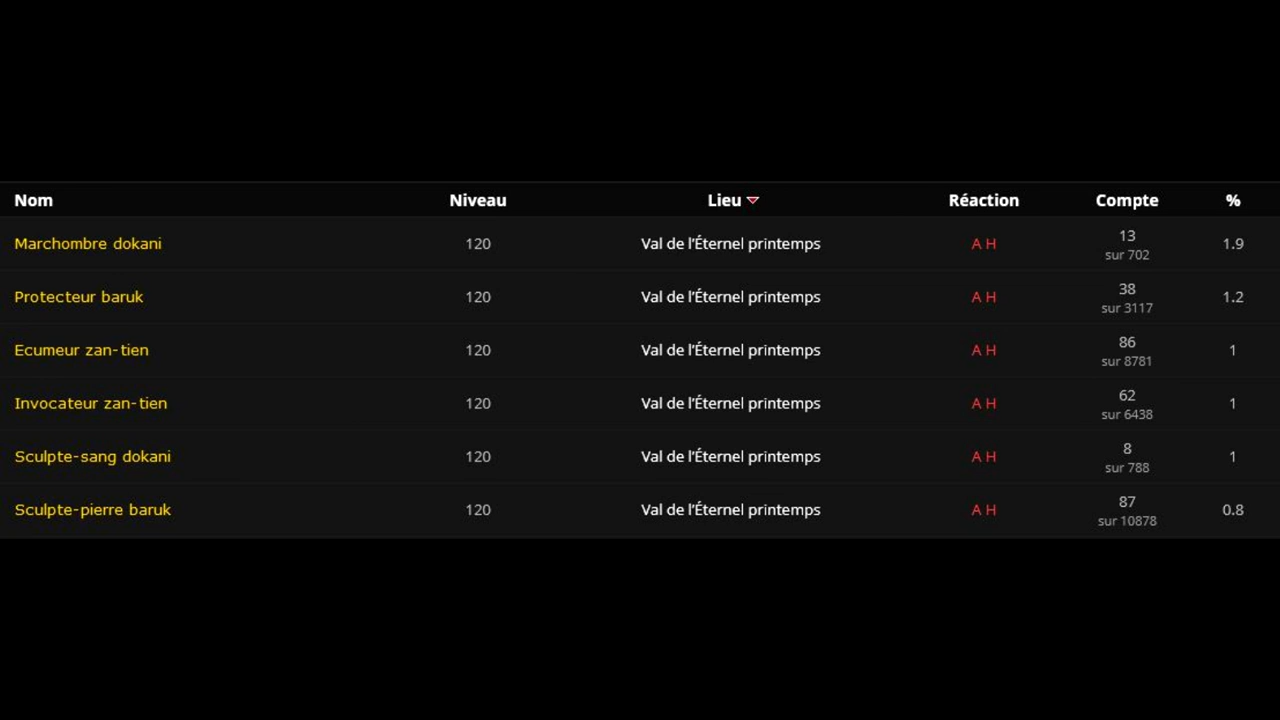 Nom Niveau Lieu Réaction Compte %
Marchombre dokani 120 Val de l'Éternel printemps A H 13 1.9
sur 702
Protecteur baruk 120 Val de l'Éternel printemps A H 38 1.2
sur 3117
Ecumeur zan-tien 120 Val de l'Éternel printemps A H 86 1
sur 8781
Invocateur zan-tien 120 Val de l'Éternel printemps A H 62 1
sur 6438
Sculpte-sang dokani 120 Val de l'Éternel printemps A H 8 1
sur 788
Sculpte-pierre baruk 120 Val de l'Éternel printemps A H 87 0.8
sur 10878